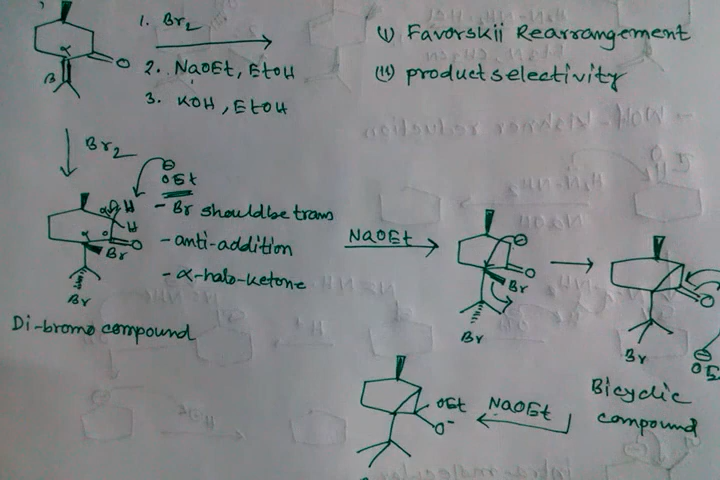 1. Br2
2. NaOEt, EtOH
3. KOH, EtOH
(i) Favorskii Rearrangement
(ii) product selectivity
α
β
O
Br2
⊖
OEt
α H
H
α
O
Br
Br
- Br should be trans
- anti-addition
- α-halo-ketone
Di-bromo compound
NaOEt
⊖
O
Br
Br
O
Br
⊖
OE
Bicyclic
compound
NaOEt
OEt
O-